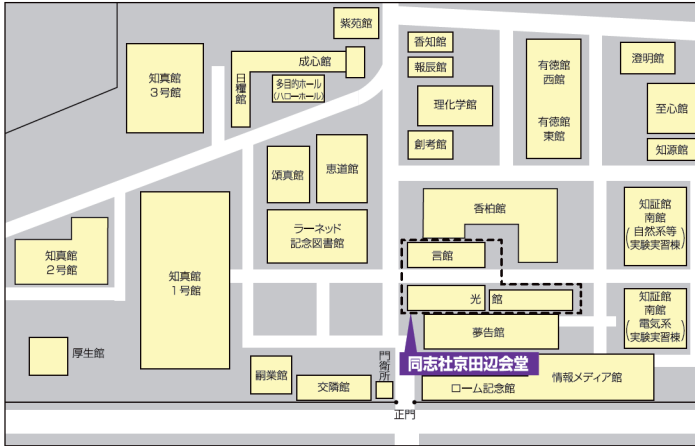 紫苑館
成心館
日糧館
多目的ホール
(ハローホール)
知真館
3号館
香知館
報辰館
理化学館
創考館
有徳館
西館
有徳館
東館
澄明館
至心館
知源館
頌真館
恵道館
ラーネッド
記念図書館
香柏館
知証館
南館
(自然系等
実験実習棟)
知真館
2号館
知真館
1号館
言館
光 館
夢告館
知証館
南館
(電気系
実験実習棟)
厚生館
同志社京田辺会堂
嗣業館
交隣館
門衛所
ローム記念館
情報メディア館
正門